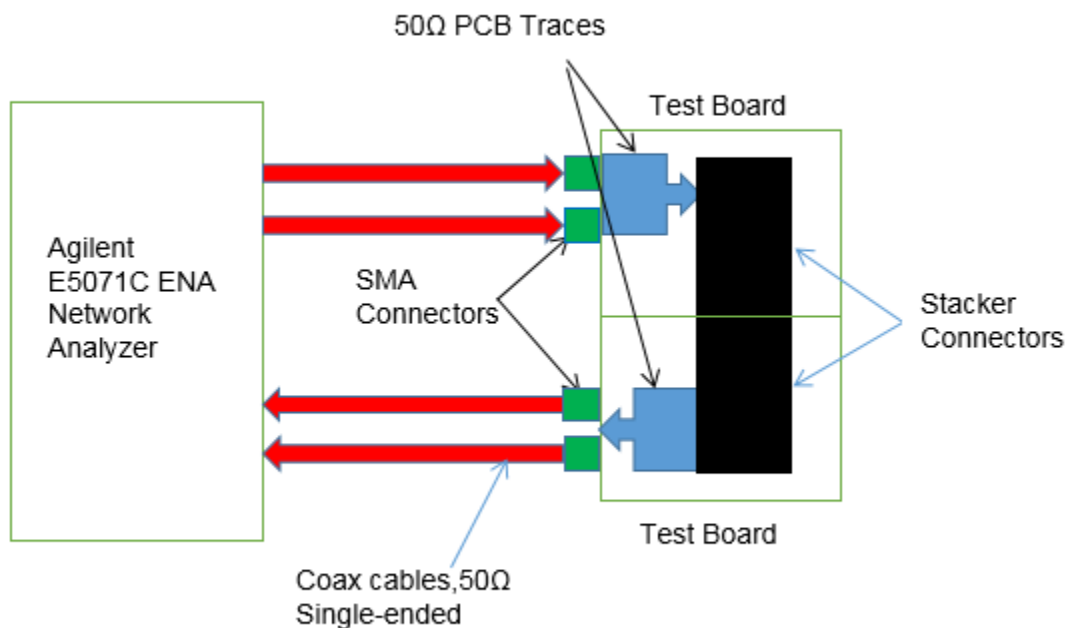 50Ω PCB Traces
Test Board
Agilent
E5071C ENA
Network
Analyzer
SMA
Connectors
Stacker
Connectors
Test Board
Coax cables,50Ω
Single-ended